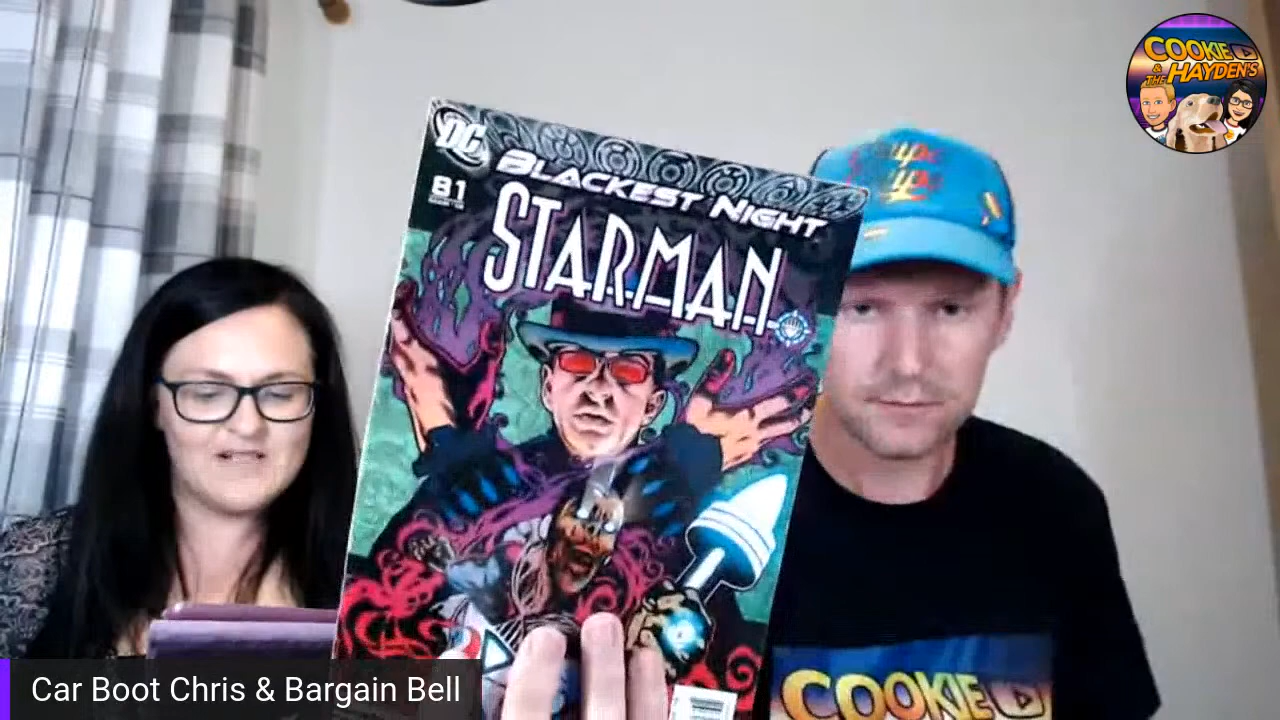 COOKIE
& THE HAYDEN'S
DC
81
BLACKEST NIGHT
STARMAN
COOKIE
Car Boot Chris & Bargain Bell